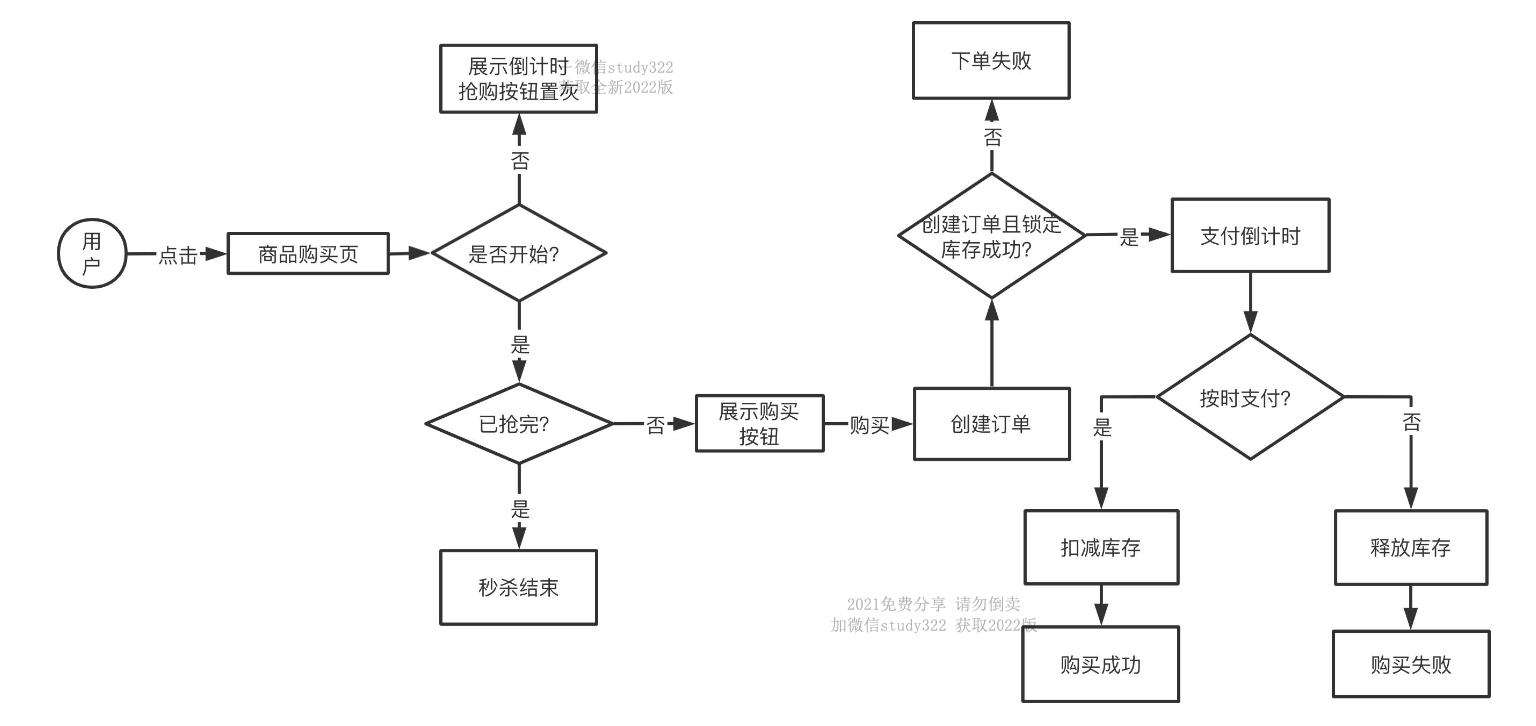 用
户
点击
商品购买页
是否开始?
否
展示倒计时
抢购按钮置灰
微信study322
获取全新2022版
是
已抢完?
是
秒杀结束
否
展示购买
按钮
购买
创建订单
创建订单且锁定
库存成功?
否
下单失败
是
支付倒计时
按时支付?
是
扣减库存
购买成功
否
释放库存
购买失败
2021免费分享 请勿倒卖
加微信study322 获取2022版